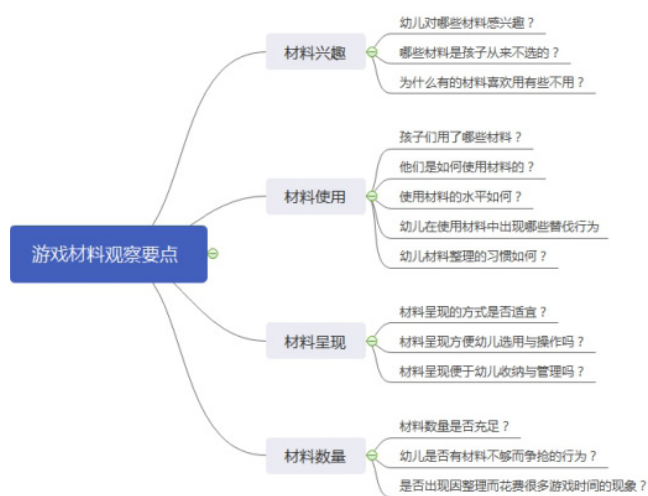 游戏材料观察要点
材料兴趣
幼儿对哪些材料感兴趣？
哪些材料是孩子从来不选的？
为什么有的材料喜欢用有些不用？
材料使用
孩子们用了哪些材料？
他们是如何使用材料的？
使用材料的水平如何？
幼儿在使用材料中出现哪些替伐行为
幼儿材料整理的习惯如何？
材料呈现
材料呈现的方式是否适宜？
材料呈现方便幼儿选用与操作吗？
材料呈现便于幼儿收纳与管理吗？
材料数量
材料数量是否充足？
幼儿是否有材料不够而争抢的行为？
是否出现因整理而花费很多游戏时间的现象？